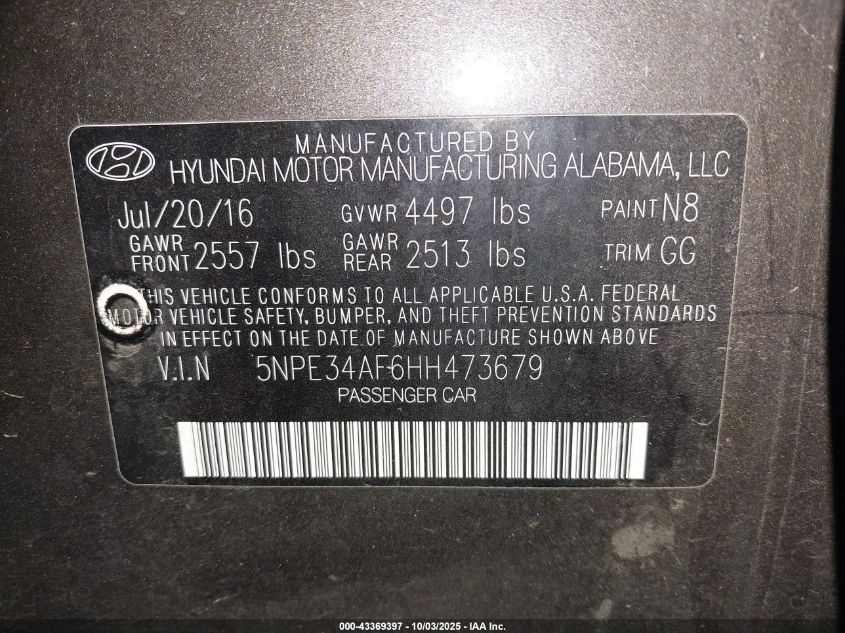 MANUFACTURED BY
HYUNDAI MOTOR MANUFACTURING ALABAMA, LLC
Jul/20/16 GVWR 4497 lbs PAINT N8
GAWR FRONT 2557 lbs GAWR REAR 2513 lbs TRIM GG
THIS VEHICLE CONFORMS TO ALL APPLICABLE U.S.A. FEDERAL
MOTOR VEHICLE SAFETY, BUMPER, AND THEFT PREVENTION STANDARDS
IN EFFECT ON THE DATE OF MANUFACTURE SHOWN ABOVE
V.I.N 5NPE34AF6HH473679
PASSENGER CAR
000-43369397 - 10/03/2025 - IAA Inc.